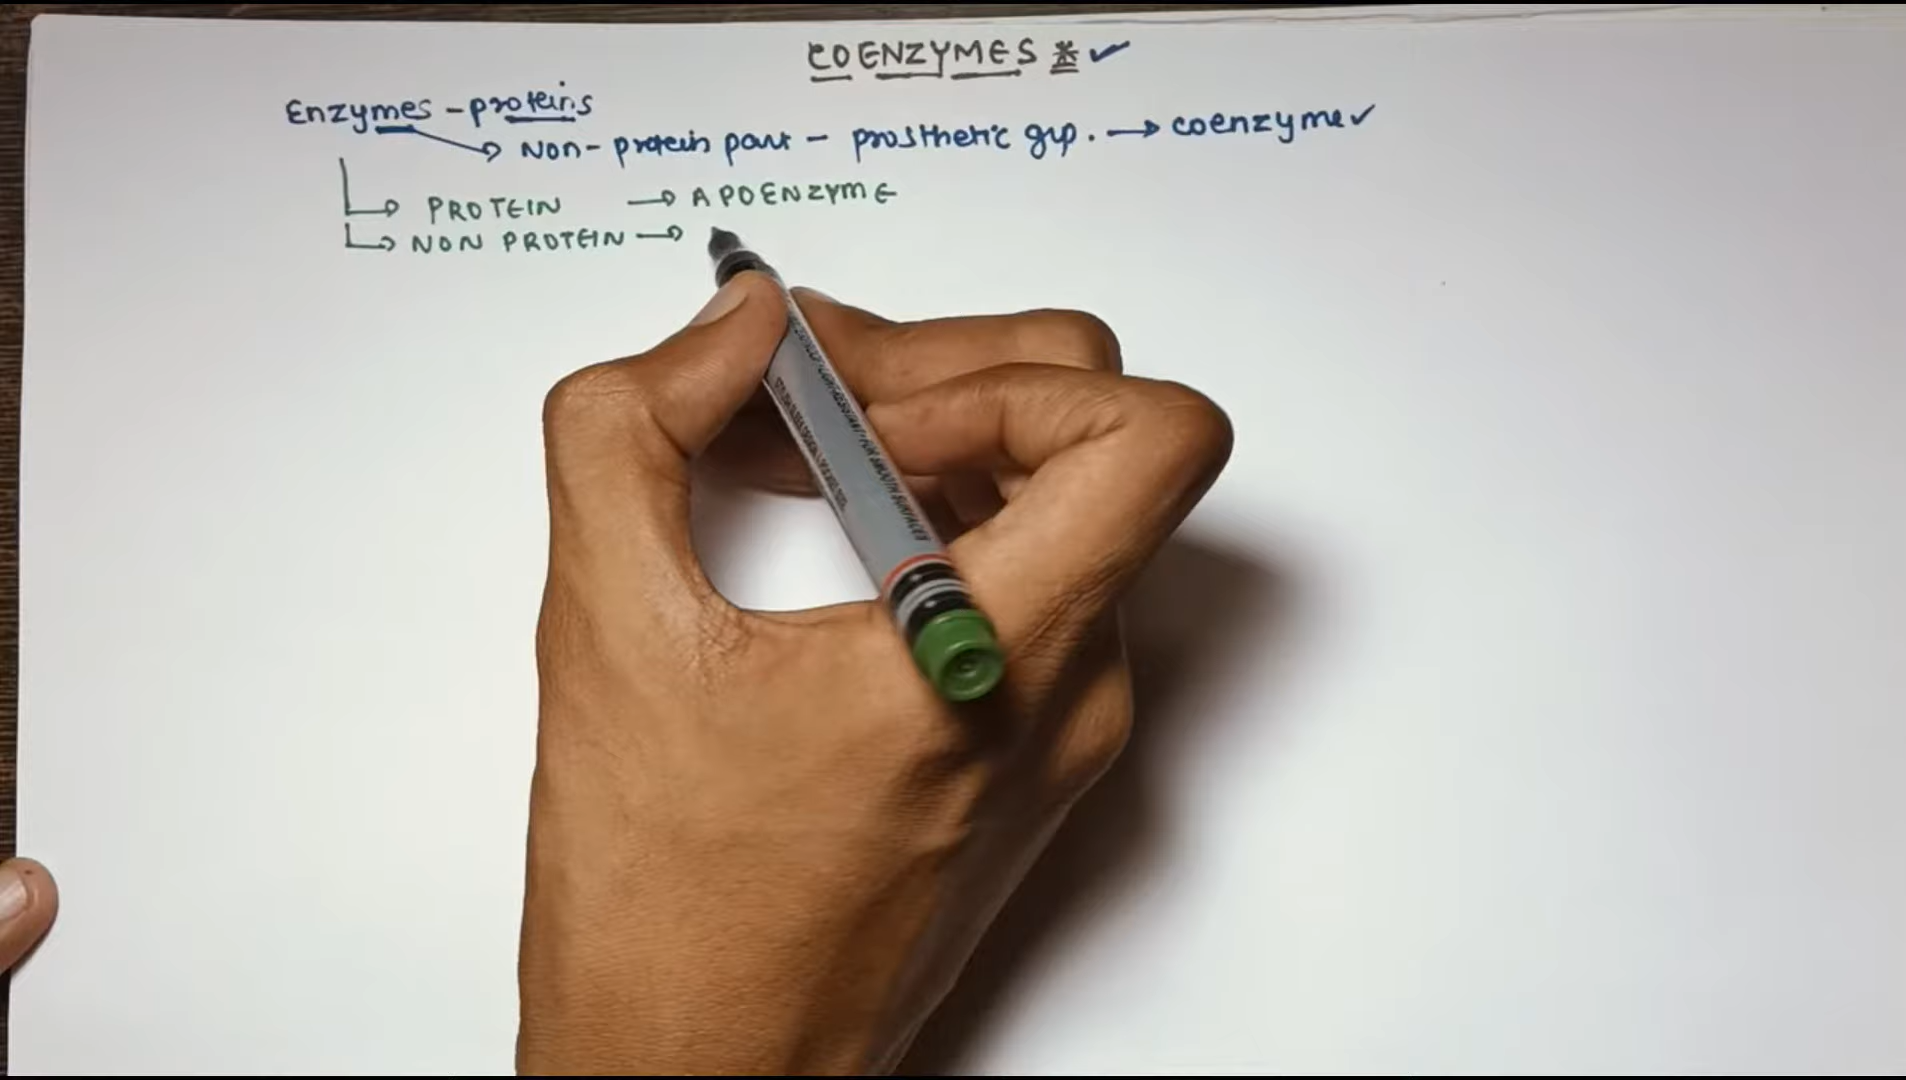 COENZYMES * ✓
Enzymes - proteins
→ Non-protein part - prosthetic grp. → coenzyme ✓
→ PROTEIN → APOENZYME
→ NON PROTEIN →